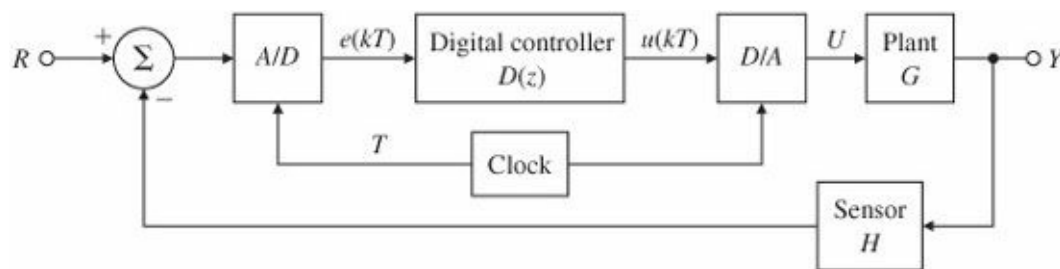 R
+
Σ
−
A/D
e(kT)
Digital controller
D(z)
u(kT)
D/A
U
Plant
G
Y
T
Clock
Sensor
H